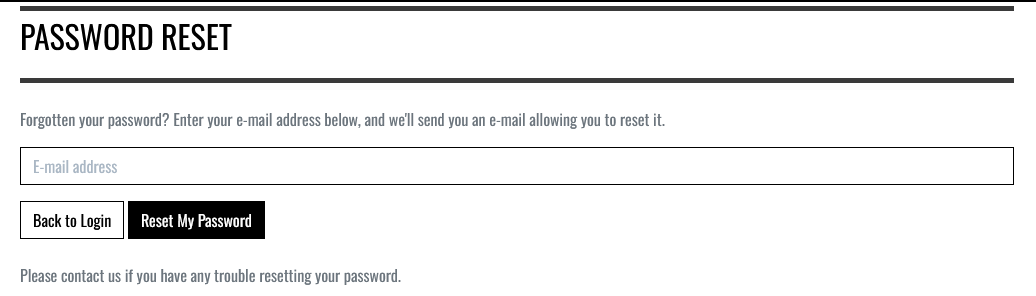 PASSWORD RESET
Forgotten your password? Enter your e-mail address below, and we'll send you an e-mail allowing you to reset it.
E-mail address
Back to Login Reset My Password
Please contact us if you have any trouble resetting your password.